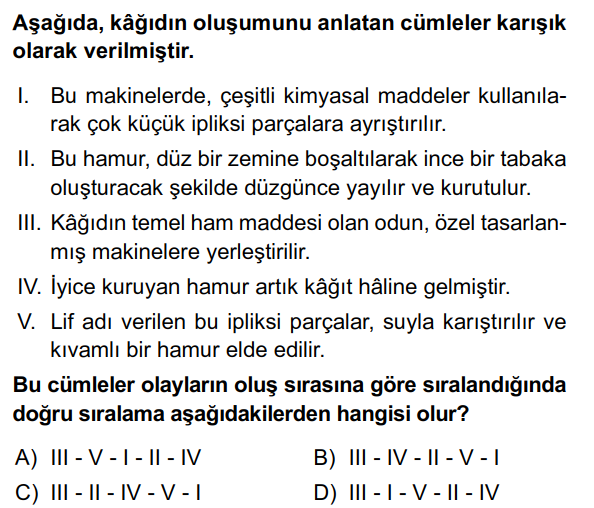 Aşağıda, kâğıdın oluşumunu anlatan cümleler karışık
olarak verilmiştir.
I. Bu makinelerde, çeşitli kimyasal maddeler kullanıla-
rak çok küçük ipliksi parçalara ayrıştırılır.
II. Bu hamur, düz bir zemine boşaltılarak ince bir tabaka
oluşturacak şekilde düzgünce yayılır ve kurutulur.
III. Kâğıdın temel ham maddesi olan odun, özel tasarlan-
mış makinelere yerleştirilir.
IV. İyice kuruyan hamur artık kâğıt hâline gelmiştir.
V. Lif adı verilen bu ipliksi parçalar, suyla karıştırılır ve
kıvamlı bir hamur elde edilir.
Bu cümleler olayların oluş sırasına göre sıralandığında
doğru sıralama aşağıdakilerden hangisi olur?
A) III - V - I - II - IV B) III - IV - II - V - I
C) III - II - IV - V - I D) III - I - V - II - IV